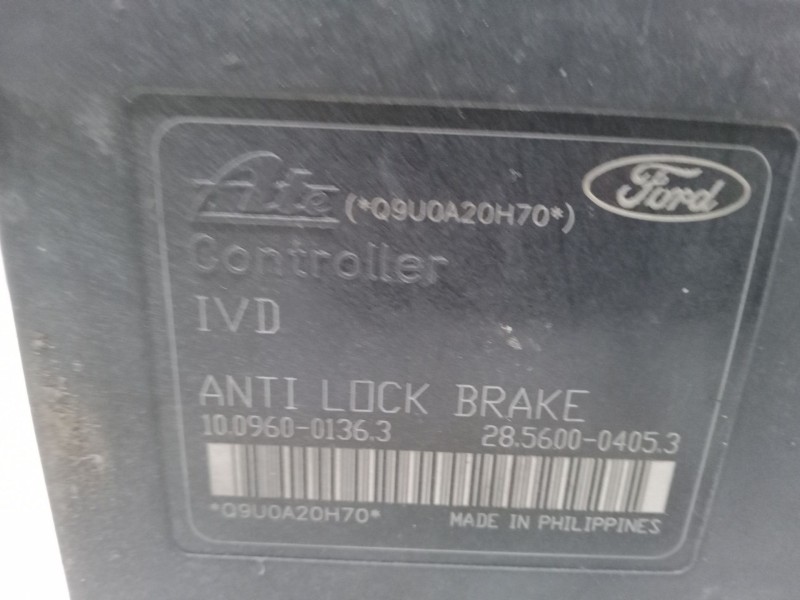 Ate (*Q9U0A20H70*) Ford
Controller
IVD
ANTI LOCK BRAKE
10.0960-0136.3 28.5600-0405.3
*Q9U0A20H70* MADE IN PHILIPPINES